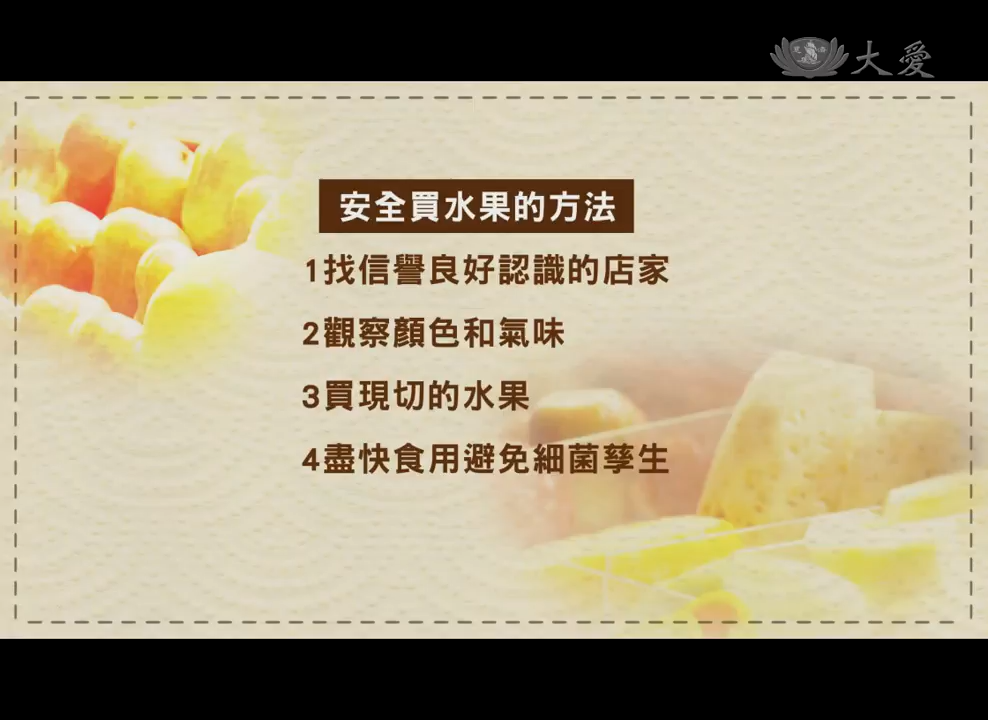 大愛
安全買水果的方法
1找信譽良好認識的店家
2觀察顏色和氣味
3買現切的水果
4盡快食用避免細菌孳生